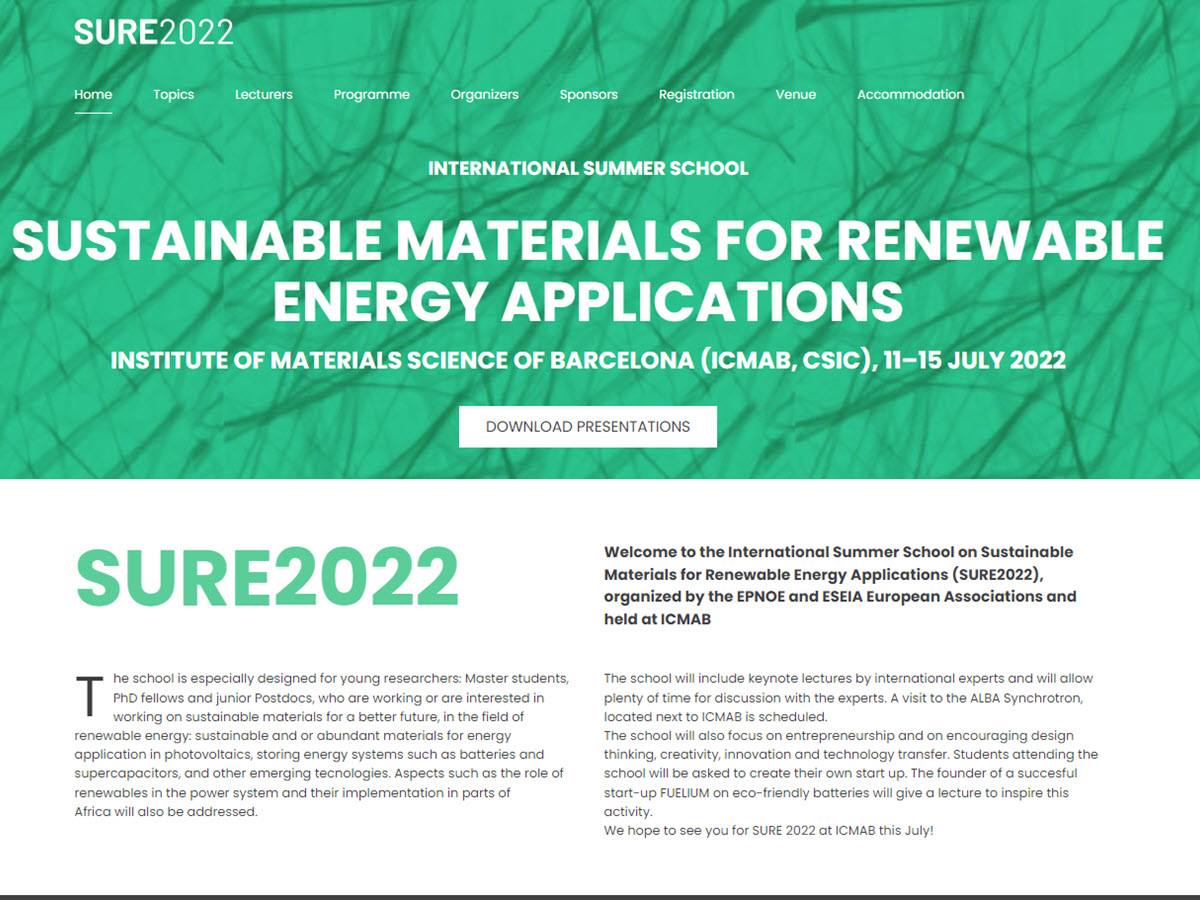 SURE2022
Home Topics Lecturers Programme Organizers Sponsors Registration Venue Accommodation
INTERNATIONAL SUMMER SCHOOL
SUSTAINABLE MATERIALS FOR RENEWABLE
ENERGY APPLICATIONS
INSTITUTE OF MATERIALS SCIENCE OF BARCELONA (ICMAB, CSIC), 11–15 JULY 2022
DOWNLOAD PRESENTATIONS
SURE2022
Welcome to the International Summer School on Sustainable
Materials for Renewable Energy Applications (SURE2022),
organized by the EPNOE and ESEIA European Associations and
held at ICMAB
The school is especially designed for young researchers: Master students,
PhD fellows and junior Postdocs, who are working or are interested in
working on sustainable materials for a better future, in the field of
renewable energy: sustainable and or abundant materials for energy
application in photovoltaics, storing energy systems such as batteries and
supercapacitors, and other emerging tecnologies. Aspects such as the role of
renewables in the power system and their implementation in parts of
Africa will also be addressed.
The school will include keynote lectures by international experts and will allow
plenty of time for discussion with the experts. A visit to the ALBA Synchrotron,
located next to ICMAB is scheduled.
The school will also focus on entrepreneurship and on encouraging design
thinking, creativity, innovation and technology transfer. Students attending the
school will be asked to create their own start up. The founder of a succesful
start-up FUELIUM on eco-friendly batteries will give a lecture to inspire this
activity.
We hope to see you for SURE 2022 at ICMAB this July!